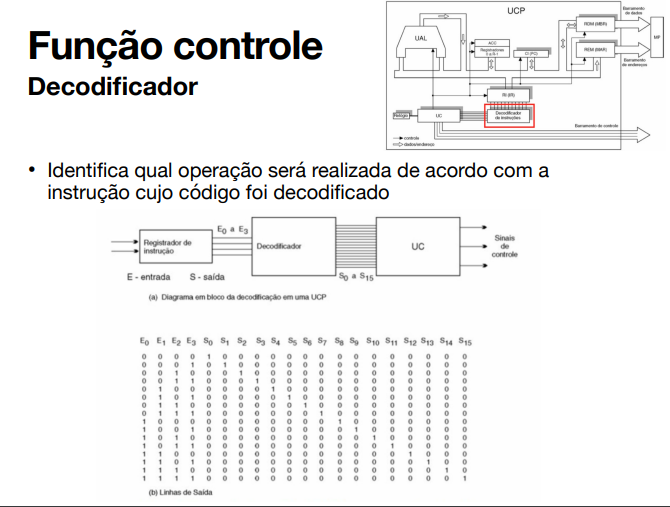 Função controle
Decodificador
UCP
Barramento
de dados
RDM (MBR)
MP
UAL
ACC
Registradores
CI (PC)
REM (MAR)
Barramento
de endereços
RI (IR)
Relógio
UC
Decodificador
de instruções
Barramento do controle
controle
dados/endereço
• Identifica qual operação será realizada de acordo com a
instrução cujo código foi decodificado
Registrador de
instrução
E0 a E3
Decodificador
S0 a S15
UC
Sinais
de
controle
E - entrada S - saída
(a) Diagrama em bloco da decodificação em uma UCP
E0 E1 E2 E3 S0 S1 S2 S3 S4 S5 S6 S7 S8 S9 S10 S11 S12 S13 S14 S15
0 0 0 0 1 0 0 0 0 0 0 0 0 0 0 0 0 0 0 0
0 0 0 1 0 1 0 0 0 0 0 0 0 0 0 0 0 0 0 0
0 0 1 0 0 0 1 0 0 0 0 0 0 0 0 0 0 0 0 0
0 0 1 1 0 0 0 1 0 0 0 0 0 0 0 0 0 0 0 0
0 1 0 0 0 0 0 0 1 0 0 0 0 0 0 0 0 0 0 0
0 1 0 1 0 0 0 0 0 1 0 0 0 0 0 0 0 0 0 0
0 1 1 0 0 0 0 0 0 0 1 0 0 0 0 0 0 0 0 0
0 1 1 1 0 0 0 0 0 0 0 1 0 0 0 0 0 0 0 0
1 0 0 0 0 0 0 0 0 0 0 0 1 0 0 0 0 0 0 0
1 0 0 1 0 0 0 0 0 0 0 0 0 1 0 0 0 0 0 0
1 0 1 0 0 0 0 0 0 0 0 0 0 0 1 0 0 0 0 0
1 0 1 1 0 0 0 0 0 0 0 0 0 0 0 1 0 0 0 0
1 1 0 0 0 0 0 0 0 0 0 0 0 0 0 0 1 0 0 0
1 1 0 1 0 0 0 0 0 0 0 0 0 0 0 0 0 1 0 0
1 1 1 0 0 0 0 0 0 0 0 0 0 0 0 0 0 0 1 0
1 1 1 1 0 0 0 0 0 0 0 0 0 0 0 0 0 0 0 1
(b) Linhas de Saída